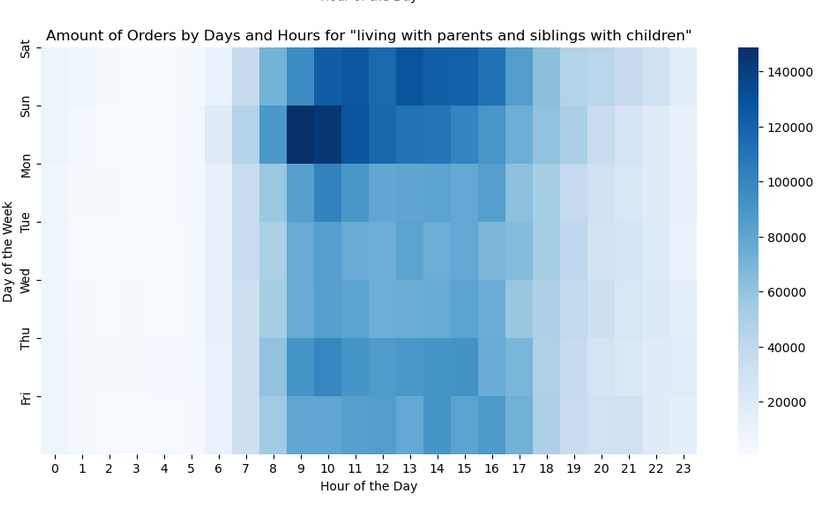 Hour of the Day
Amount of Orders by Days and Hours for "living with parents and siblings with children"
Sat
Sun
Mon
Tue
Wed
Thu
Fri
Day of the Week
0 1 2 3 4 5 6 7 8 9 10 11 12 13 14 15 16 17 18 19 20 21 22 23
Hour of the Day
140000
120000
100000
80000
60000
40000
20000